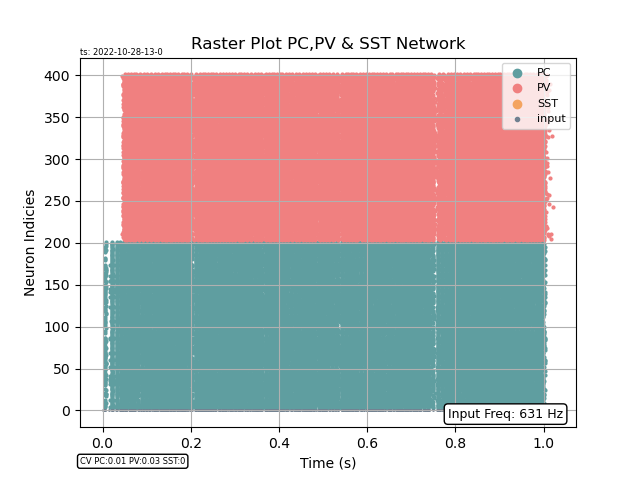 Raster Plot PC,PV & SST Network
ts: 2022-10-28-13-0
PC
PV
SST
input
400
350
300
250
200
150
100
50
0
Neuron Indicies
Input Freq: 631 Hz
0.0 0.2 0.4 0.6 0.8 1.0
Time (s)
CV PC:0.01 PV:0.03 SST:0